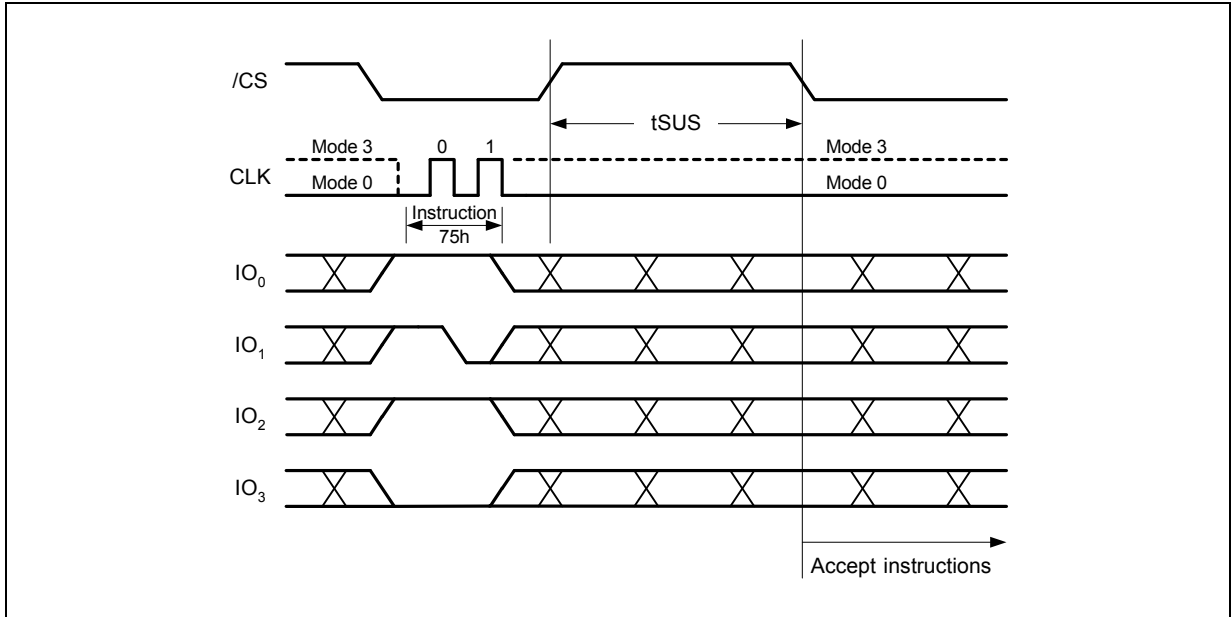 /CS
tSUS
Mode 3 0 1 Mode 3
CLK
Mode 0 Mode 0
Instruction
75h
IO0
IO1
IO2
IO3
Accept instructions